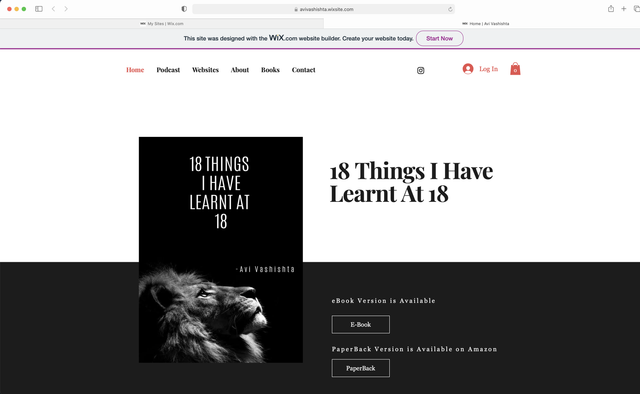 aviveshishta.wixsite.com
My Sites | Wix.com
Home | Avi Vashishta
This site was designed with the WiX.com website builder. Create your website today. Start Now
Home Podcast Websites About Books Contact Log In 0
18 THINGS
I HAVE
LEARNT AT
18
- Avi Vashishta
18 Things I Have
Learnt At 18
eBook Version is Available
E-Book
PaperBack Version is Available on Amazon
PaperBack